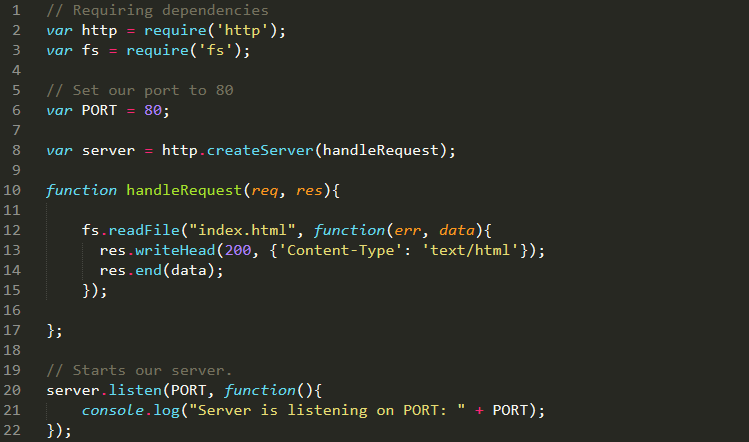 1 // Requiring dependencies
2 var http = require('http');
3 var fs = require('fs');
4
5 // Set our port to 80
6 var PORT = 80;
7
8 var server = http.createServer(handleRequest);
9
10 function handleRequest(req, res){
11
12     fs.readFile("index.html", function(err, data){
13       res.writeHead(200, {'Content-Type': 'text/html'});
14       res.end(data);
15     });
16
17 };
18
19 // Starts our server.
20 server.listen(PORT, function(){
21     console.log("Server is listening on PORT: " + PORT);
22 });